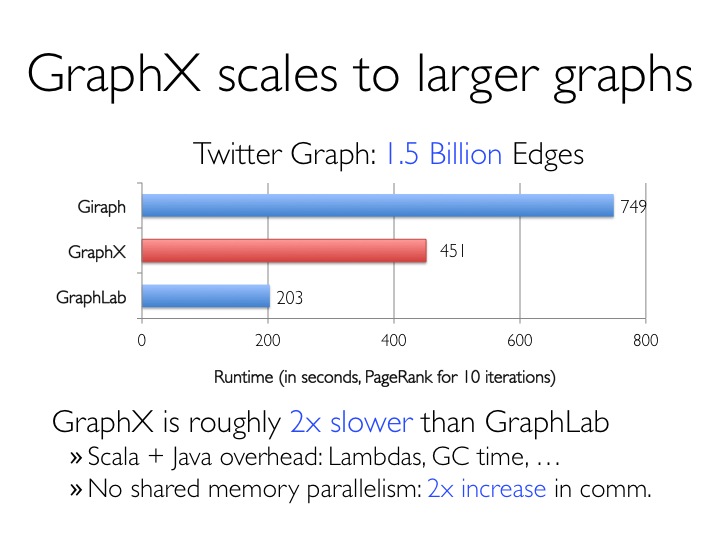 GraphX scales to larger graphs
Twitter Graph: 1.5 Billion Edges
Giraph 749
GraphX 451
GraphLab 203
0 200 400 600 800
Runtime (in seconds, PageRank for 10 iterations)
GraphX is roughly 2x slower than GraphLab
» Scala + Java overhead: Lambdas, GC time, …
» No shared memory parallelism: 2x increase in comm.